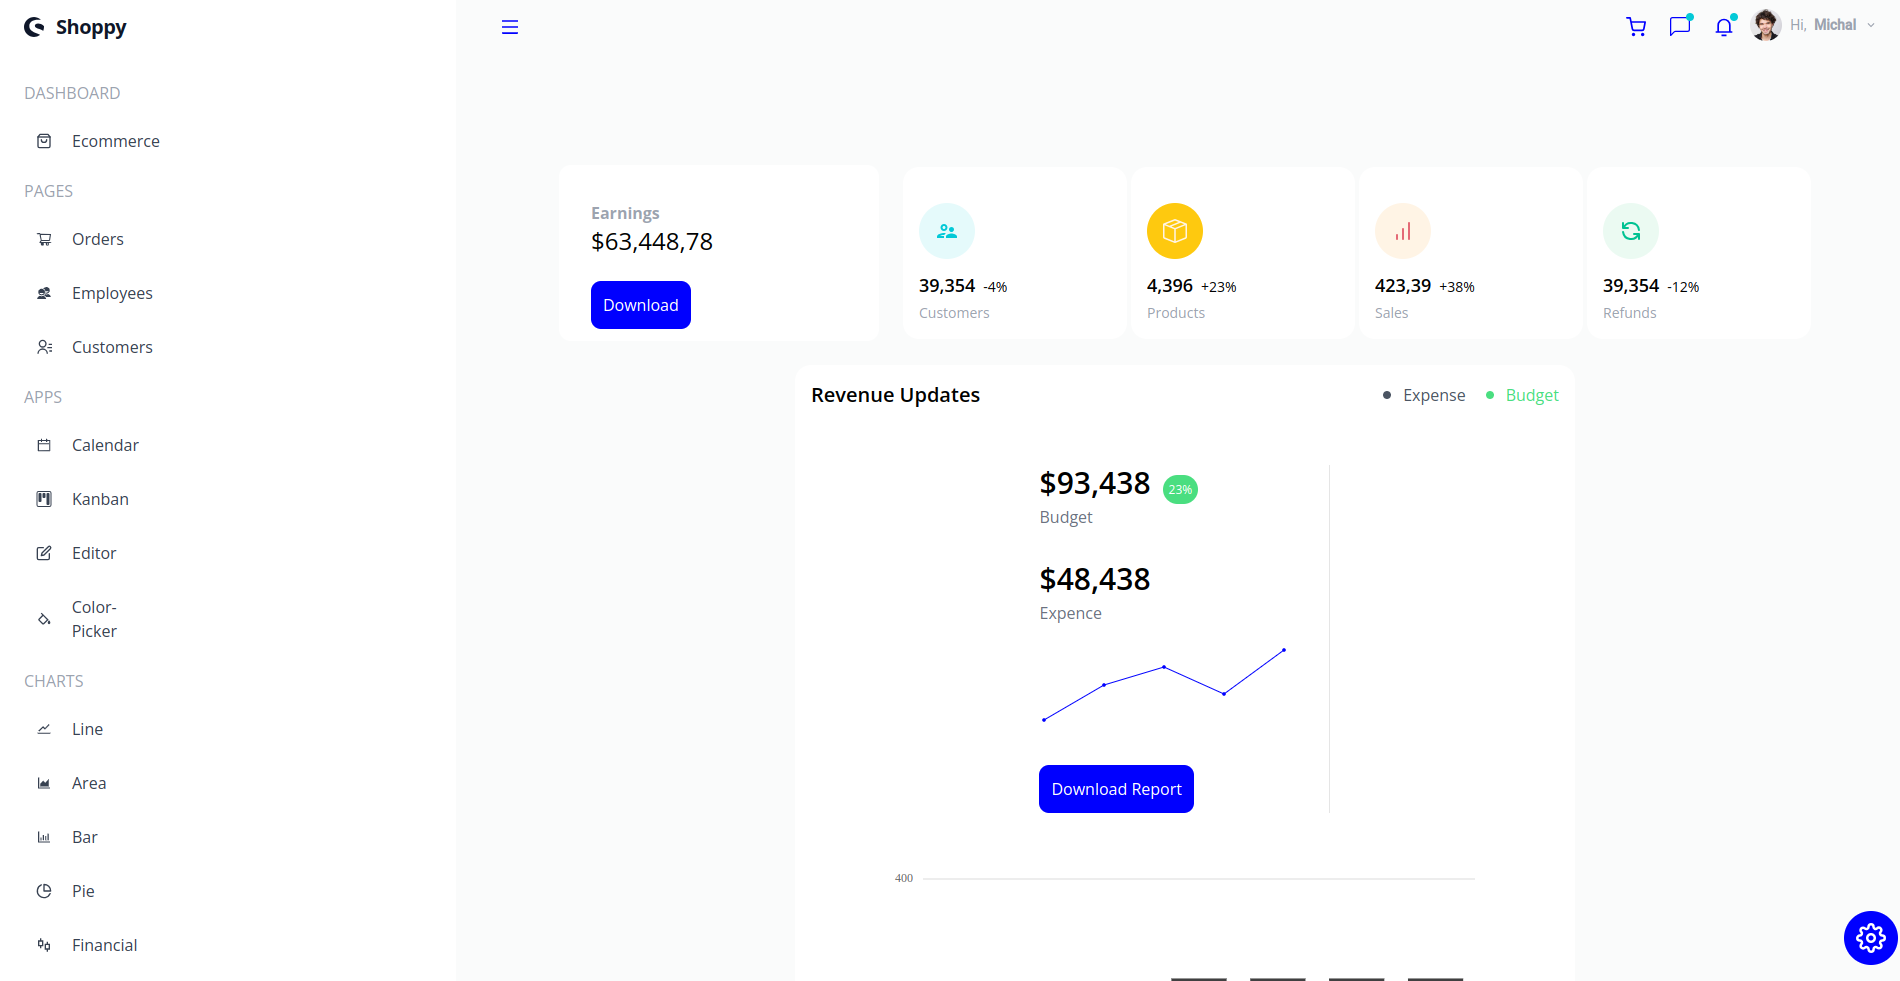 Shoppy
Hi, Michal
DASHBOARD
Ecommerce
PAGES
Orders
Employees
Customers
APPS
Calendar
Kanban
Editor
Color-
Picker
CHARTS
Line
Area
Bar
Pie
Financial
Earnings
$63,448,78
Download
39,354 -4%
Customers
4,396 +23%
Products
423,39 +38%
Sales
39,354 -12%
Refunds
Revenue Updates
Expense
Budget
$93,438 23%
Budget
$48,438
Expence
Download Report
400